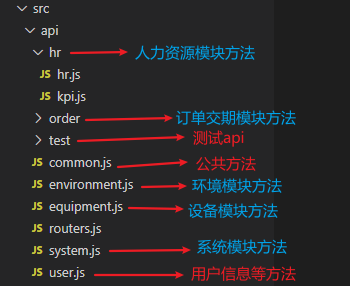 src
api
hr 人力资源模块方法
JS hr.js
JS kpi.js
order 订单交期模块方法
test 测试api
JS common.js 公共方法
JS environment.js 环境模块方法
JS equipment.js 设备模块方法
JS routers.js
JS system.js 系统模块方法
JS user.js 用户信息等方法